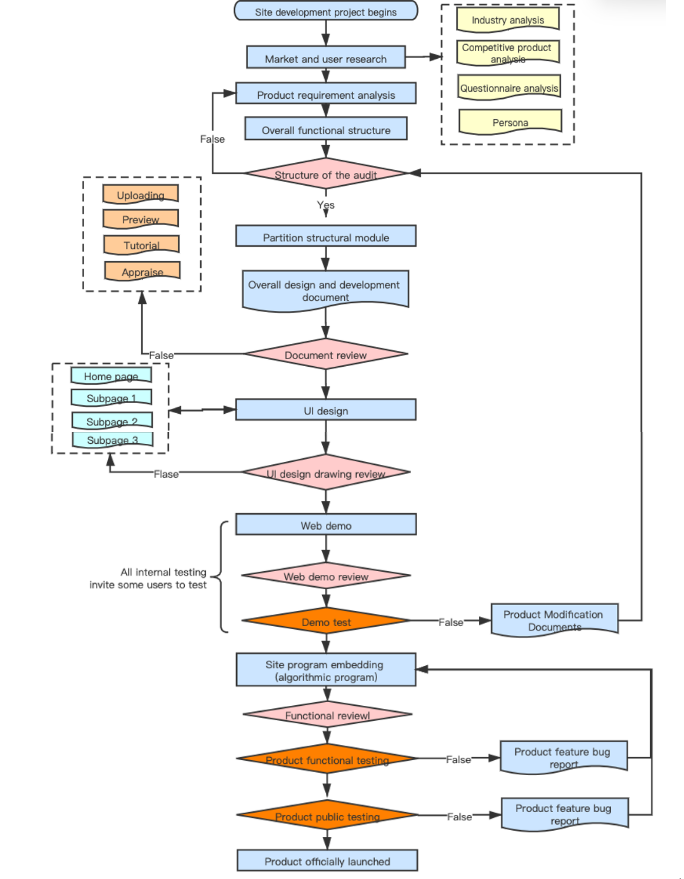 Site development project begins
Industry analysis
Market and user research
Competitive product
analysis
Questionnaire analysis
Product requirement analysis
Persona
Overall functional structure
False
Structure of the audit
Yes
Uploading
Preview
Tutorial
Appraise
Partition structural module
Overall design and development
document
False
Document review
Home page
Subpage 1
Subpage 2
Subpage 3
UI design
Flase
UI design drawing review
Web demo
All internal testing
invite some users to test
Web demo review
Demo test
False
Product Modification
Documents
Site program embedding
(algorithmic program)
Functional reviewl
Product functional testing
False
Product feature bug
report
Product public testing
False
Product feature bug
report
Product officially launched